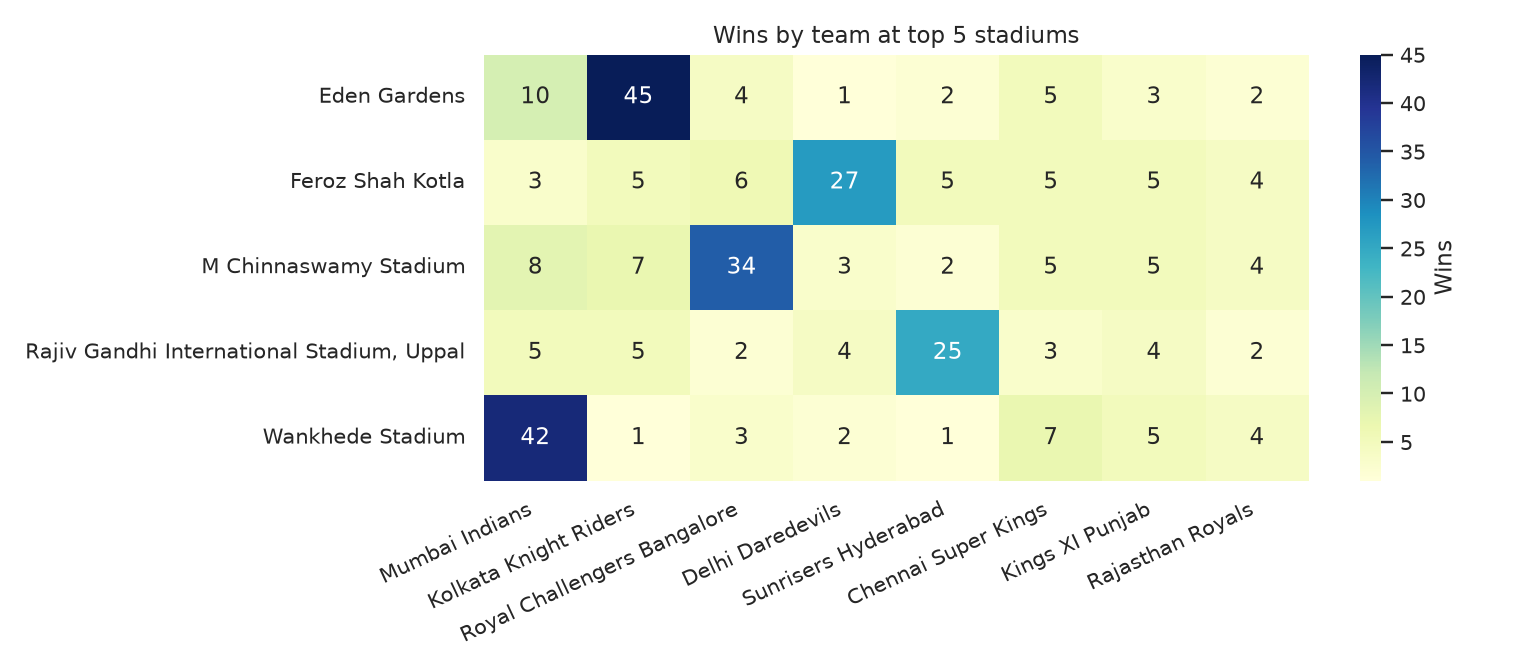 Wins by team at top 5 stadiums
Eden Gardens 10 45 4 1 2 5 3 2
Feroz Shah Kotla 3 5 6 27 5 5 5 4
M Chinnaswamy Stadium 8 7 34 3 2 5 5 4
Rajiv Gandhi International Stadium, Uppal 5 5 2 4 25 3 4 2
Wankhede Stadium 42 1 3 2 1 7 5 4
Mumbai Indians
Kolkata Knight Riders
Royal Challengers Bangalore
Delhi Daredevils
Sunrisers Hyderabad
Chennai Super Kings
Kings XI Punjab
Rajasthan Royals
45
40
35
30
25
20
15
10
5
Wins